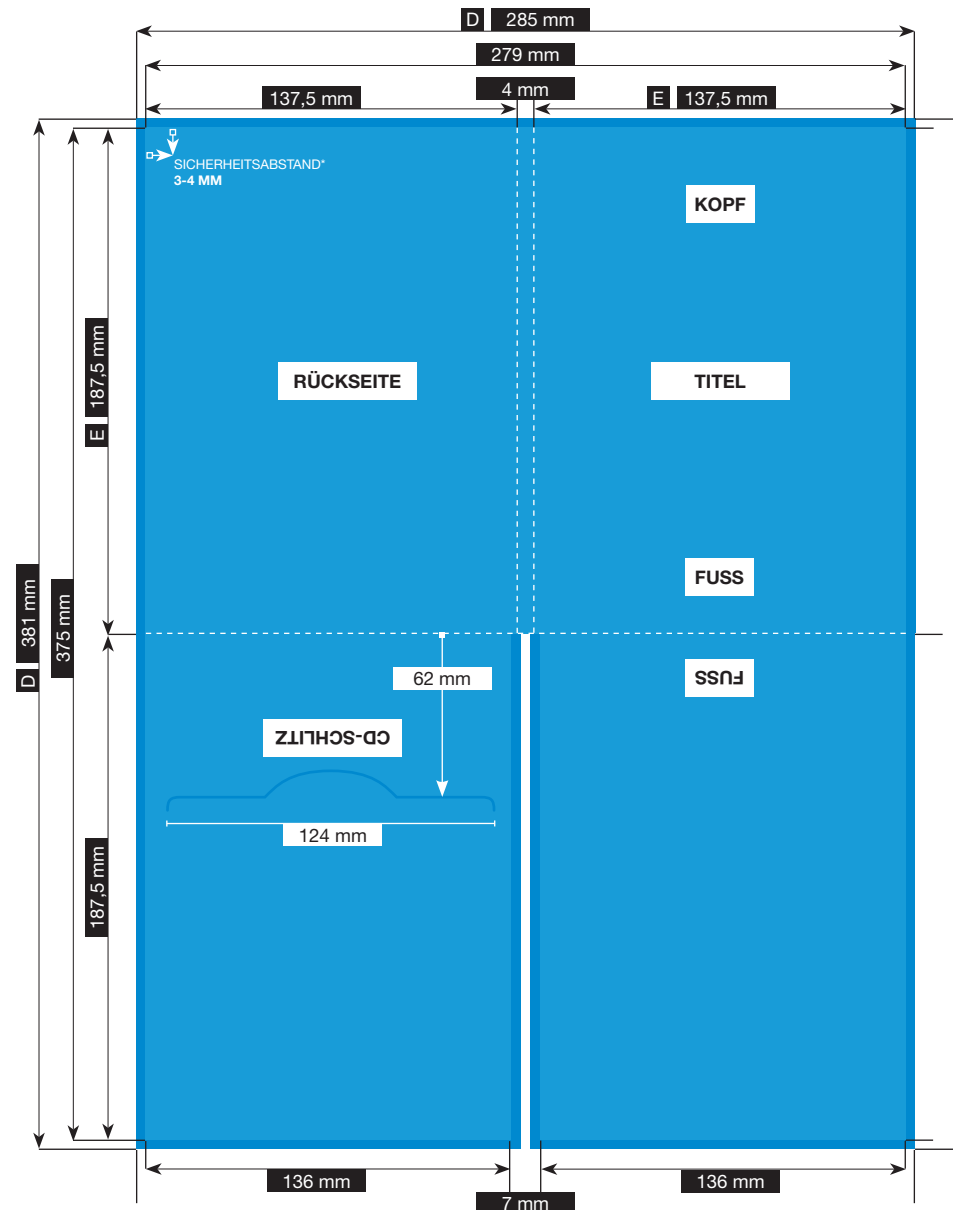 D 285 mm
279 mm
4 mm
137,5 mm
E 137,5 mm
SICHERHEITSABSTAND*
3-4 MM
KOPF
E 187,5 mm
RÜCKSEITE
TITEL
FUSS
D 381 mm
375 mm
FUSS
62 mm
CD-SCHLITZ
124 mm
187,5 mm
136 mm
136 mm
7 mm